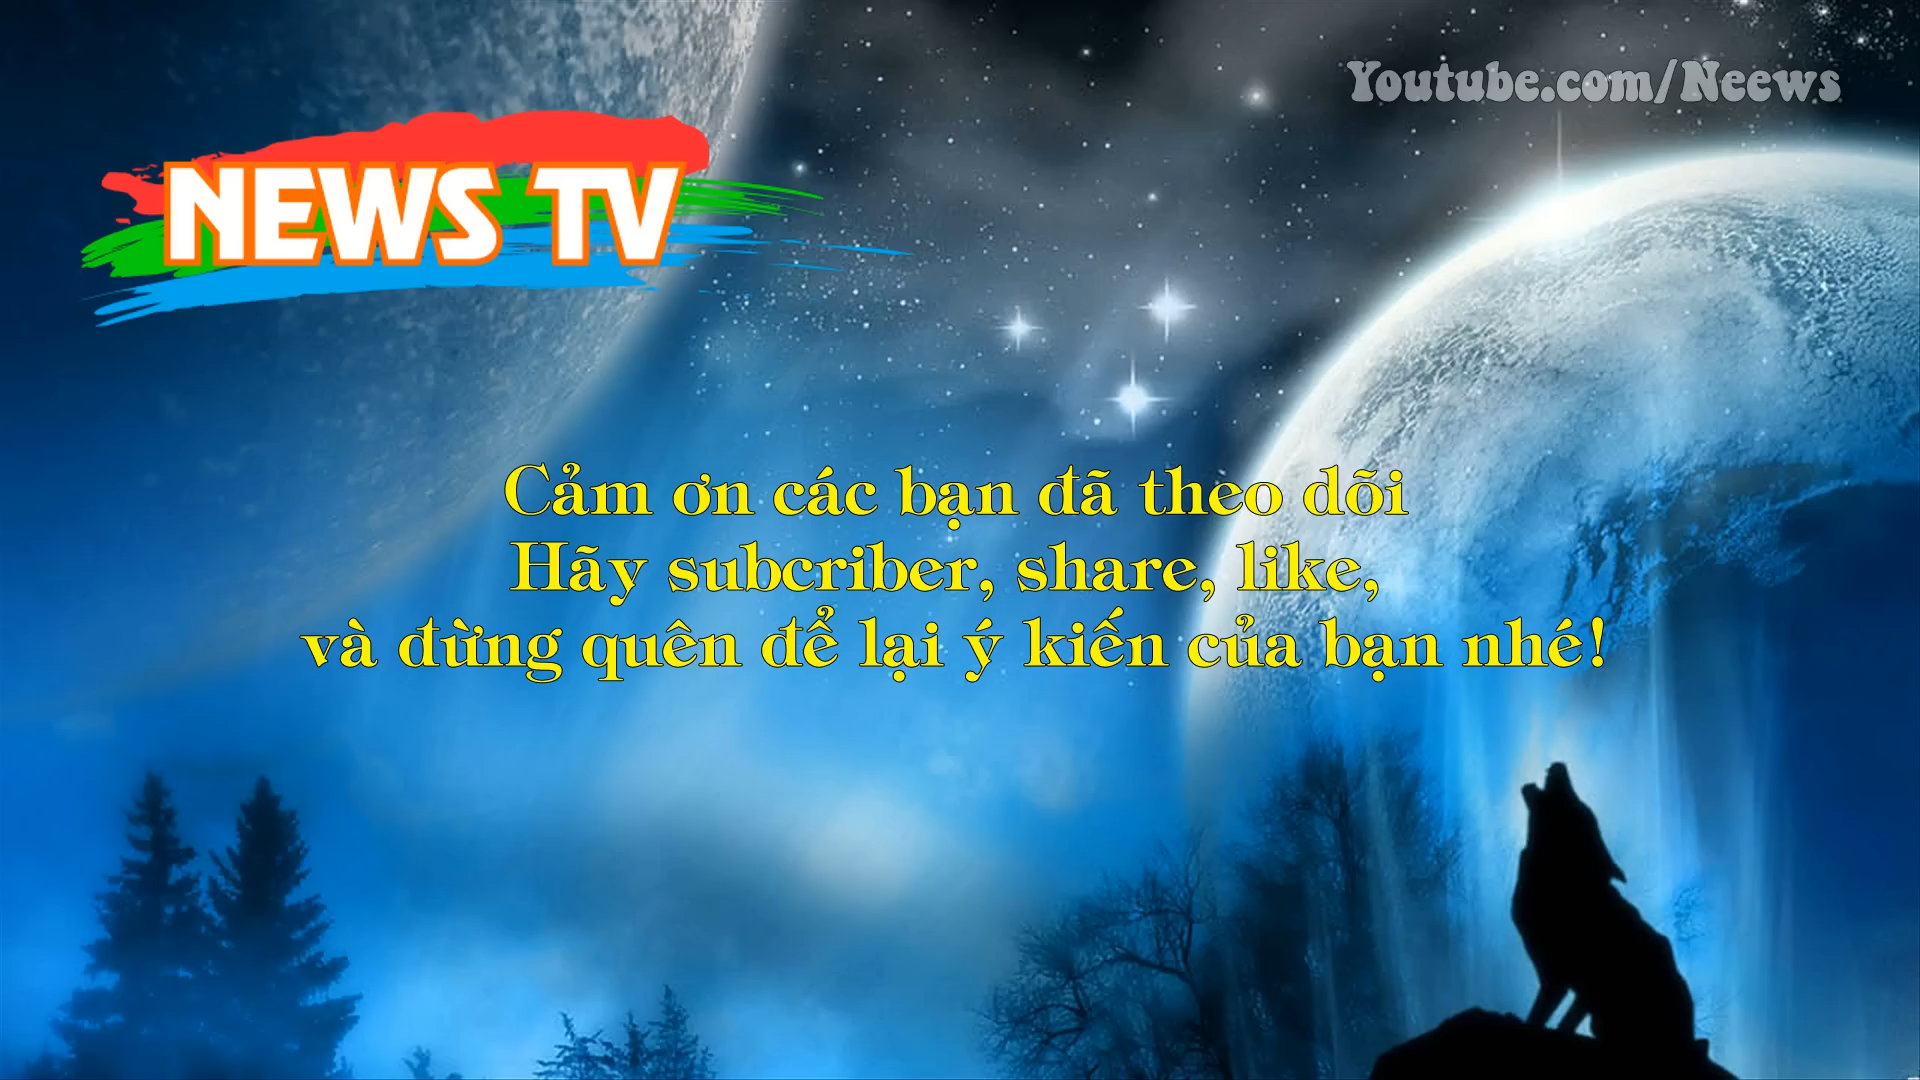 Youtube.com/Neews
NEWS TV
Cảm ơn các bạn đã theo dõi
Hãy subcriber, share, like,
và đừng quên để lại ý kiến của bạn nhé!